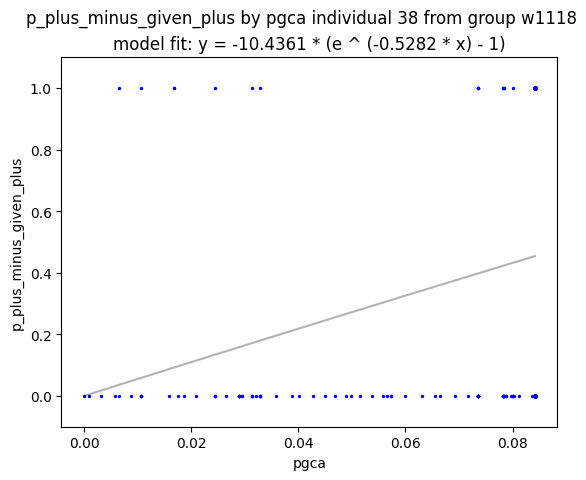 p_plus_minus_given_plus by pgca individual 38 from group w1118
model fit: y = -10.4361 * (e ^ (-0.5282 * x) - 1)
p_plus_minus_given_plus
1.0
0.8
0.6
0.4
0.2
0.0
0.00 0.02 0.04 0.06 0.08
pgca